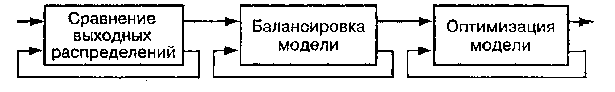 Сравнение
выходных
распределений
Балансировка
модели
Оптимизация
модели